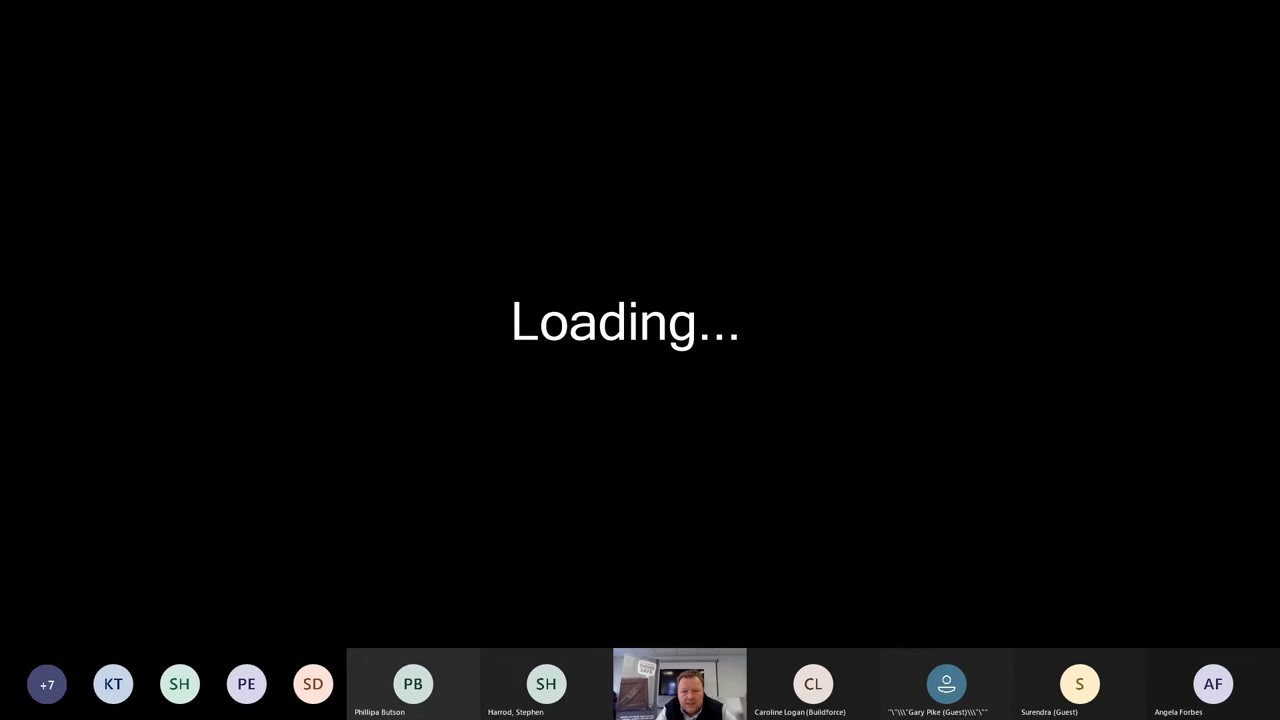 Loading...
+7
KT
SH
PE
SD
PB
SH
CL
S
AF
Phillipa Butson
Harrod, Stephen
Caroline Logan (Buildforce)
"\"\\\"Gary Pike (Guest)\\\"\""
Surendra (Guest)
Angela Forbes